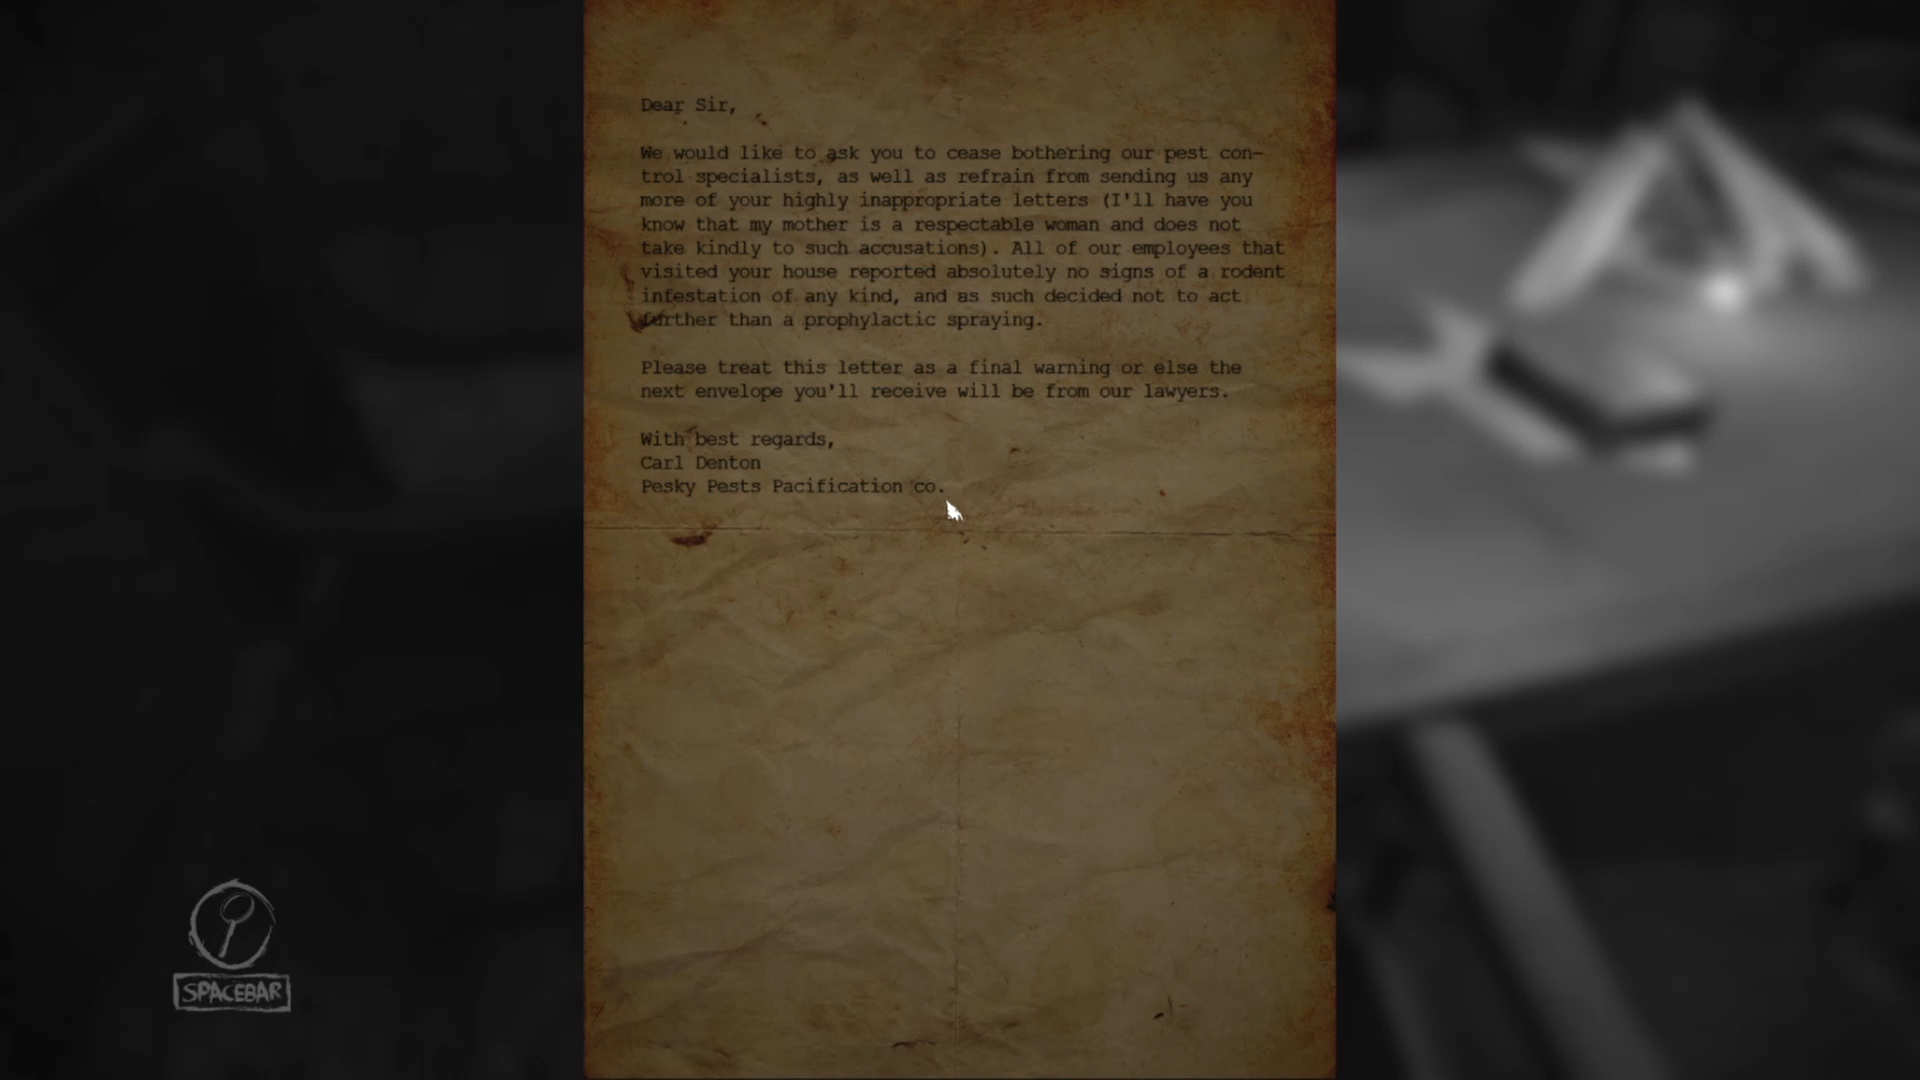 Dear Sir,
We would like to ask you to cease bothering our pest con-
trol specialists, as well as refrain from sending us any
more of your highly inappropriate letters (I'll have you
know that my mother is a respectable woman and does not
take kindly to such accusations). All of our employees that
visited your house reported absolutely no signs of a rodent
infestation of any kind, and as such decided not to act
further than a prophylactic spraying.
Please treat this letter as a final warning or else the
next envelope you'll receive will be from our lawyers.
With best regards,
Carl Denton
Pesky Pests Pacification co.
SPACEBAR